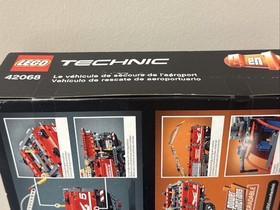 LEGO TECHNIC
42068
Le véhicule de secours de l'aéroport
Vehículo de rescate de aeropuerto